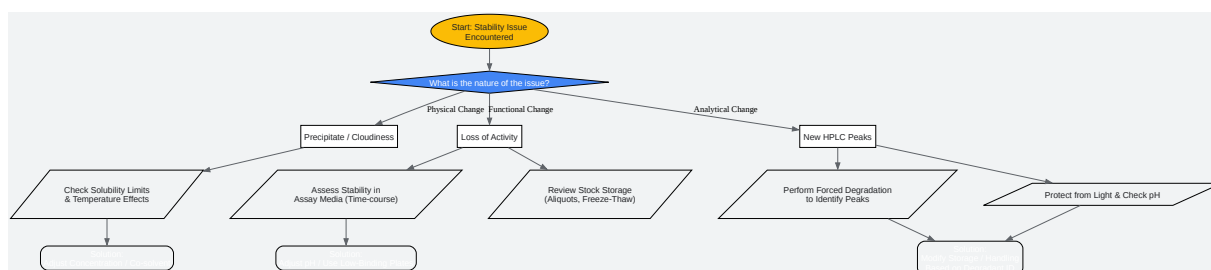 Start: Stability Issue
Encountered
What is the nature of the issue?
Physical Change
Functional Change
Analytical Change
Precipitate / Cloudiness
Loss of Activity
New HPLC Peaks
Check Solubility Limits
& Temperature Effects
Assess Stability in
Assay Media (Time-course)
Review Stock Storage
(Aliquots, Freeze-Thaw)
Perform Forced Degradation
to Identify Peaks
Protect from Light & Check pH